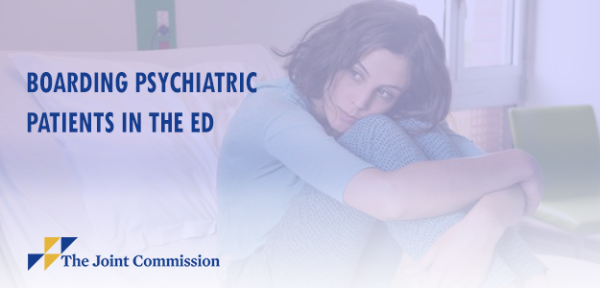 BOARDING PSYCHIATRIC
PATIENTS IN THE ED
The Joint Commission